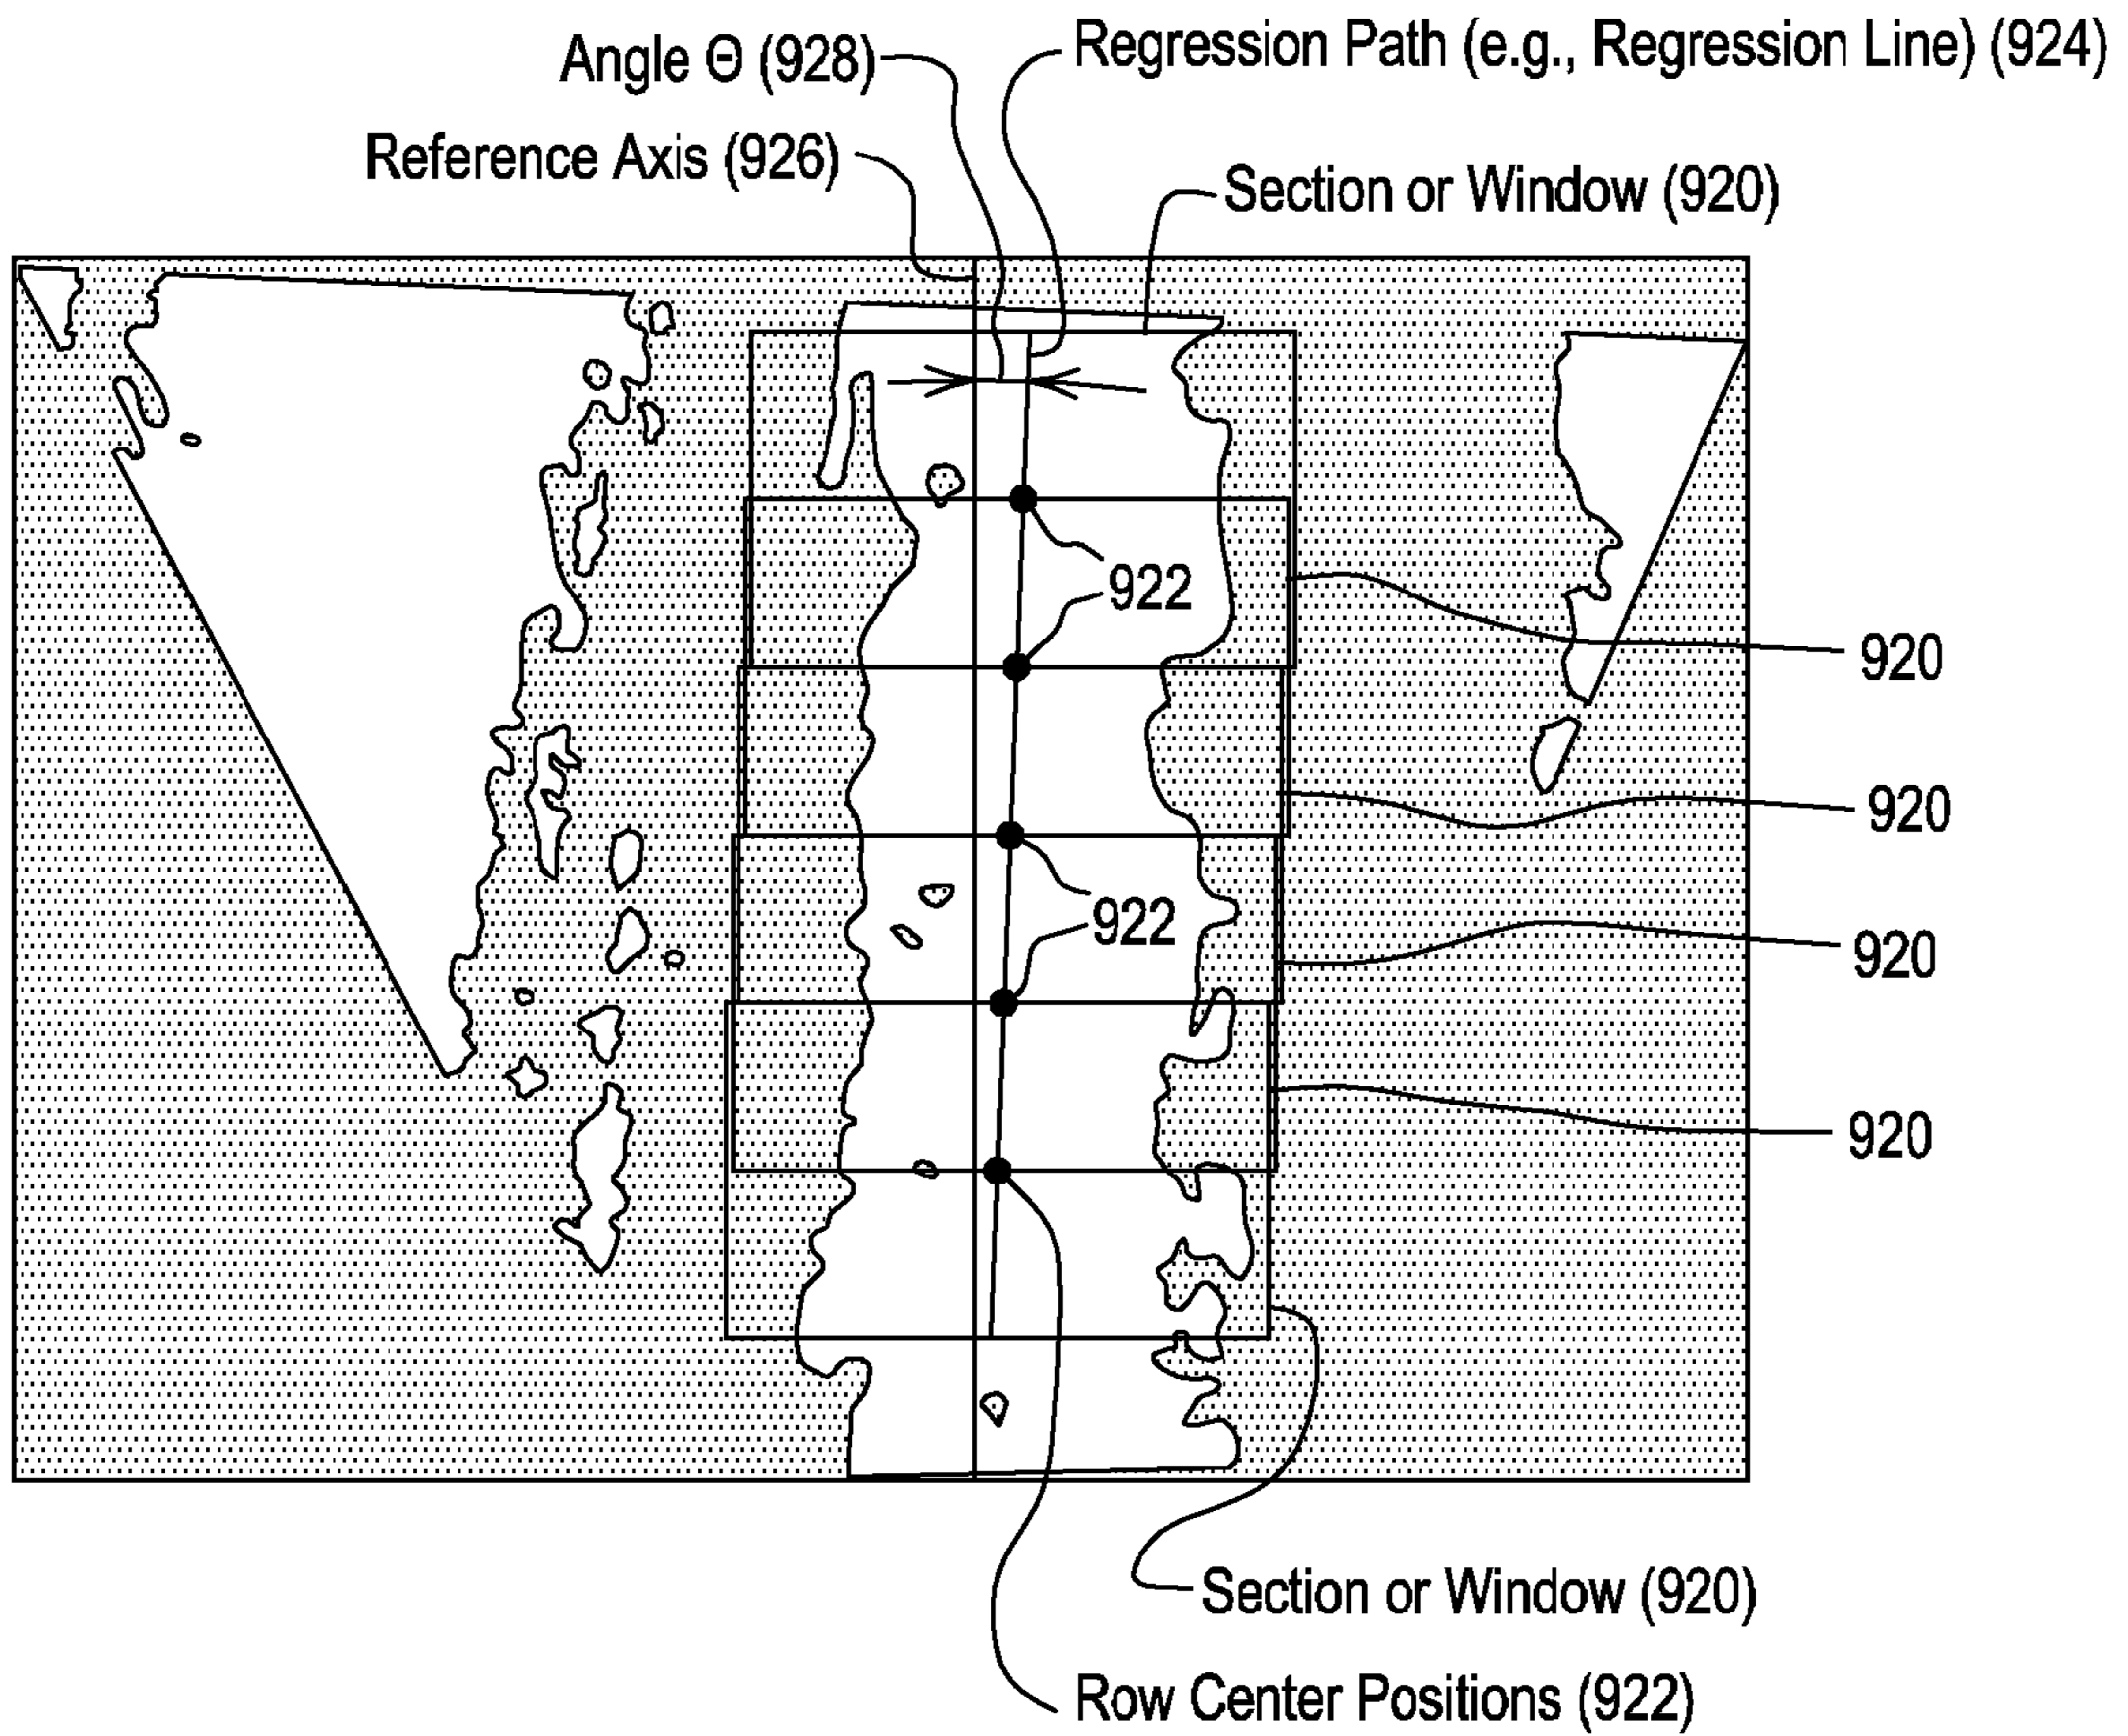 Regression Path (e.g., Regression Line) (924)
Angle Θ (928)
Reference Axis (926)
Section or Window (920)
922
920
920
922
920
920
Section or Window (920)
Row Center Positions (922)